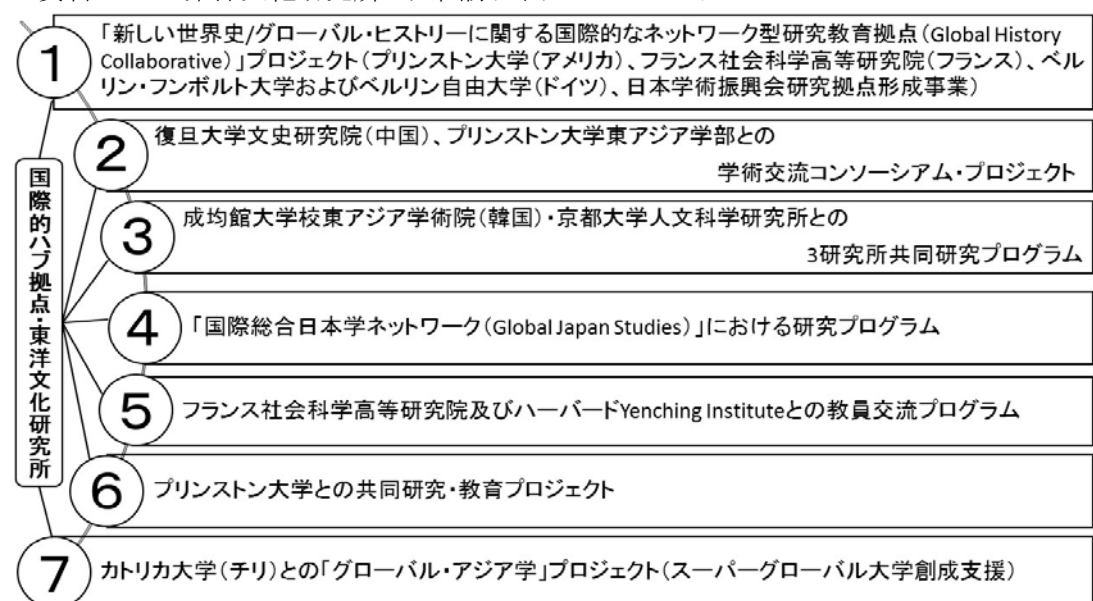 1
「新しい世界史/グローバル・ヒストリーに関する国際的なネットワーク型研究教育拠点(Global History
Collaborative)」プロジェクト(プリンストン大学(アメリカ)、フランス社会科学高等研究院(フランス)、ベル
リン・フンボルト大学およびベルリン自由大学(ドイツ)、日本学術振興会研究拠点形成事業)
2
復旦大学文史研究院(中国)、プリンストン大学東アジア学部との
学術交流コンソーシアム・プロジェクト
3
成均館大学校東アジア学術院(韓国)・京都大学人文科学研究所との
3研究所共同研究プログラム
国際的ハブ拠点・東洋文化研究所
4
「国際総合日本学ネットワーク(Global Japan Studies)」における研究プログラム
5
フランス社会科学高等研究院及びハーバードYenching Instituteとの教員交流プログラム
6
プリンストン大学との共同研究・教育プロジェクト
7
カトリカ大学(チリ)との「グローバル・アジア学」プロジェクト(スーパーグローバル大学創成支援)